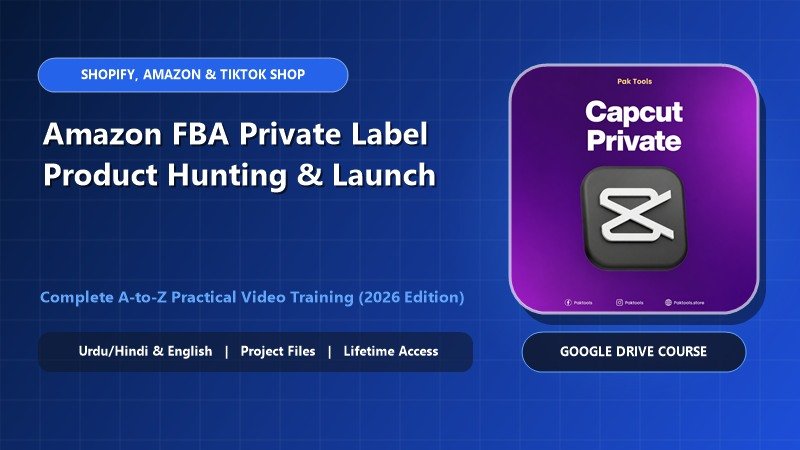 SHOPIFY, AMAZON & TIKTOK SHOP
Amazon FBA Private Label
Product Hunting & Launch
Complete A-to-Z Practical Video Training (2026 Edition)
Urdu/Hindi & English | Project Files | Lifetime Access
Pak Tools
Capcut
Private
Paktools
Paktools
Paktools.store
GOOGLE DRIVE COURSE